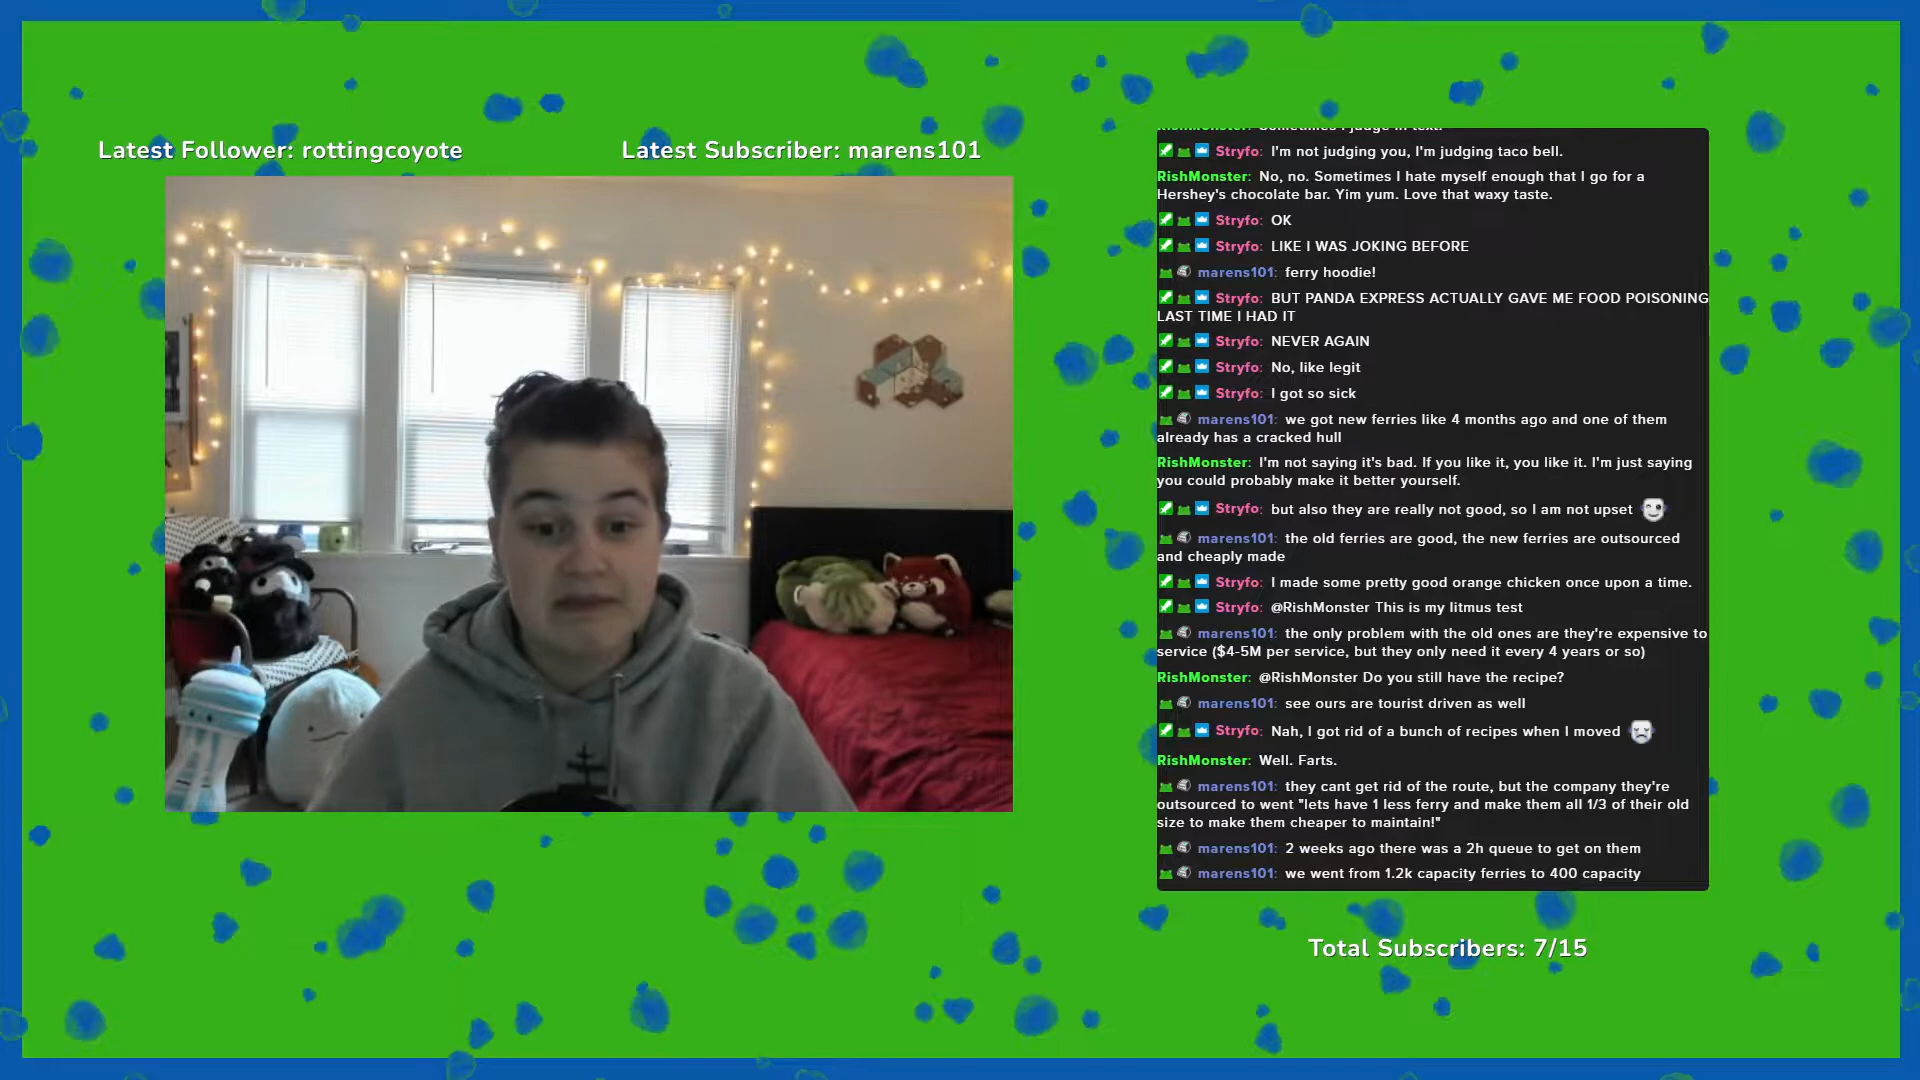 Latest Follower: rottingcoyote
Latest Subscriber: marens101
RishMonster: Sometimes I judge in text.
Stryfo: I'm not judging you, I'm judging taco bell.
RishMonster: No, no. Sometimes I hate myself enough that I go for a
Hershey's chocolate bar. Yim yum. Love that waxy taste.
Stryfo: OK
Stryfo: LIKE I WAS JOKING BEFORE
marens101: ferry hoodie!
Stryfo: BUT PANDA EXPRESS ACTUALLY GAVE ME FOOD POISONING
LAST TIME I HAD IT
Stryfo: NEVER AGAIN
Stryfo: No, like legit
Stryfo: I got so sick
marens101: we got new ferries like 4 months ago and one of them
already has a cracked hull
RishMonster: I'm not saying it's bad. If you like it, you like it. I'm just saying
you could probably make it better yourself.
Stryfo: but also they are really not good, so I am not upset
marens101: the old ferries are good, the new ferries are outsourced
and cheaply made
Stryfo: I made some pretty good orange chicken once upon a time.
Stryfo: @RishMonster This is my litmus test
marens101: the only problem with the old ones are they're expensive to
service ($4-5M per service, but they only need it every 4 years or so)
RishMonster: @RishMonster Do you still have the recipe?
marens101: see ours are tourist driven as well
Stryfo: Nah, I got rid of a bunch of recipes when I moved
RishMonster: Well. Farts.
marens101: they cant get rid of the route, but the company they're
outsourced to went "lets have 1 less ferry and make them all 1/3 of their old
size to make them cheaper to maintain!"
marens101: 2 weeks ago there was a 2h queue to get on them
marens101: we went from 1.2k capacity ferries to 400 capacity
Total Subscribers: 7/15